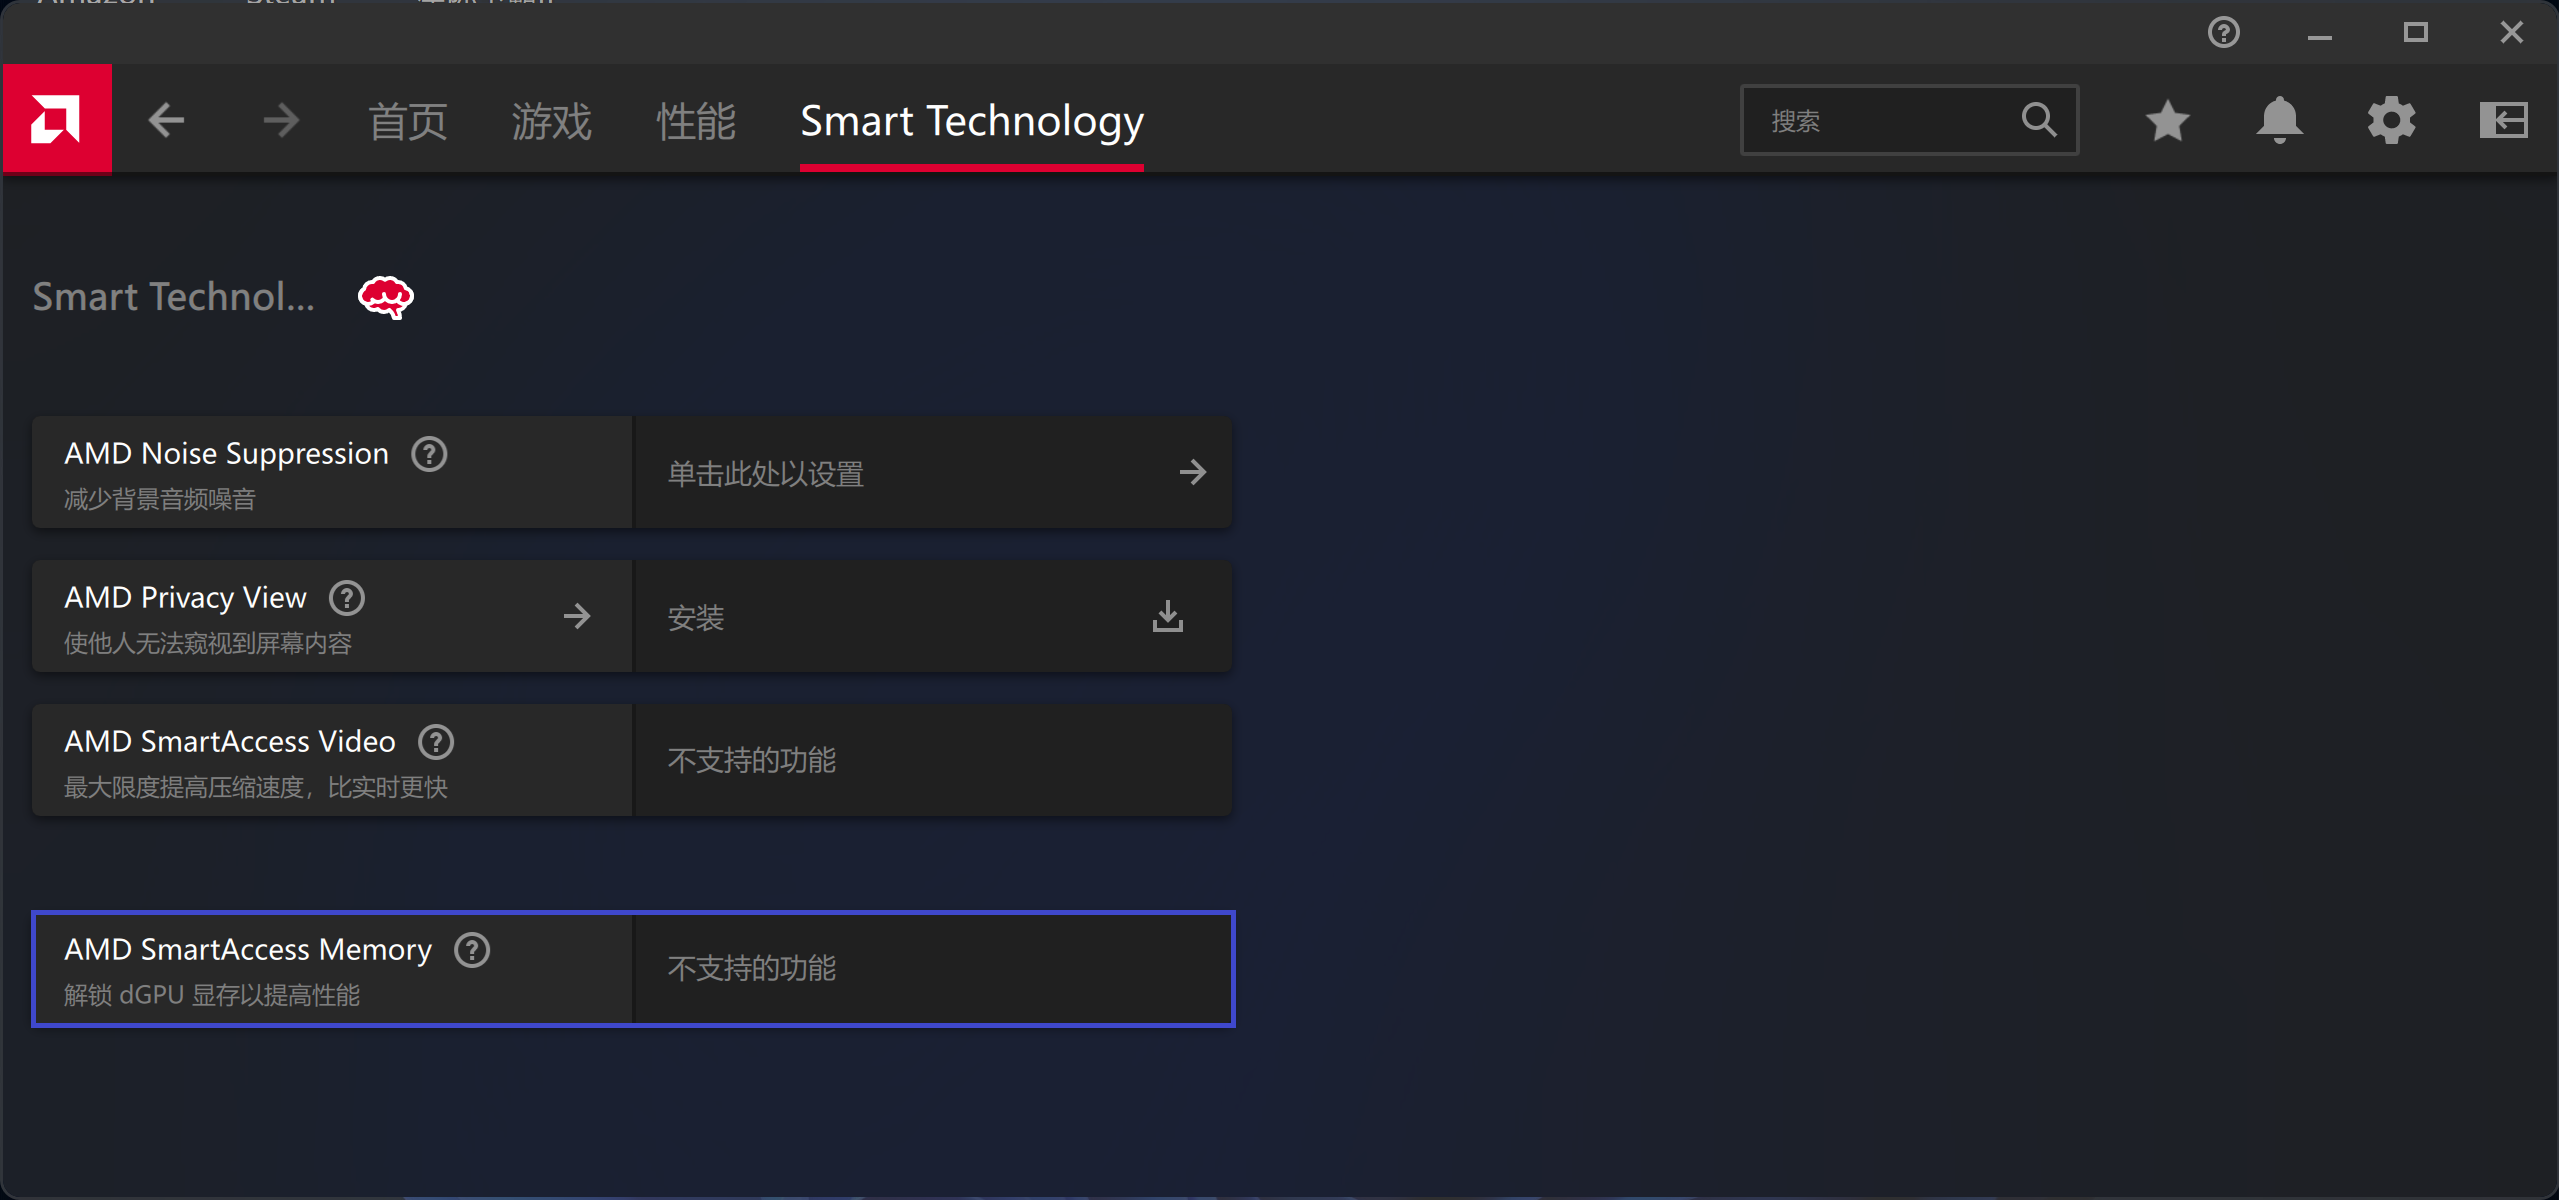 首页
游戏
性能
Smart Technology
搜索
Smart Technol...
AMD Noise Suppression
减少背景音频噪音
单击此处以设置
AMD Privacy View
使他人无法窥视到屏幕内容
安装
AMD SmartAccess Video
最大限度提高压缩速度，比实时更快
不支持的功能
AMD SmartAccess Memory
解锁 dGPU 显存以提高性能
不支持的功能